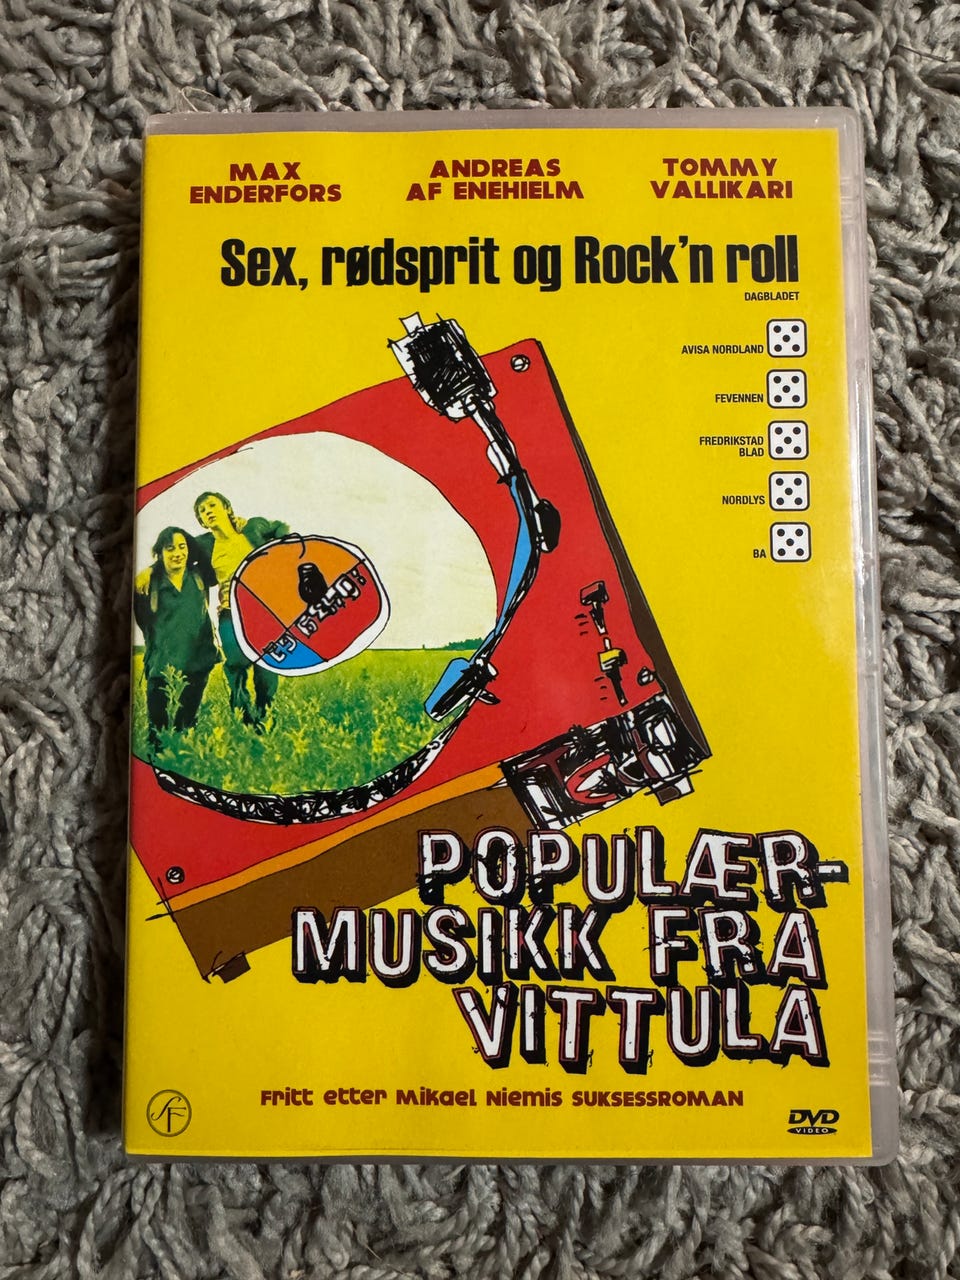 MAX
ENDERFORS
ANDREAS
AF ENEHIELM
TOMMY
VALLIKARI
Sex, rødsprit og Rock'n roll
DAGBLADET
AVISA NORDLAND
FEVENNEN
FREDRIKSTAD
BLAD
NORDLYS
BA
POPULÆR-
MUSIKK FRA
VITTULA
Fritt etter Mikael Niemis SUKSESSROMAN
SF
DVD
VIDEO